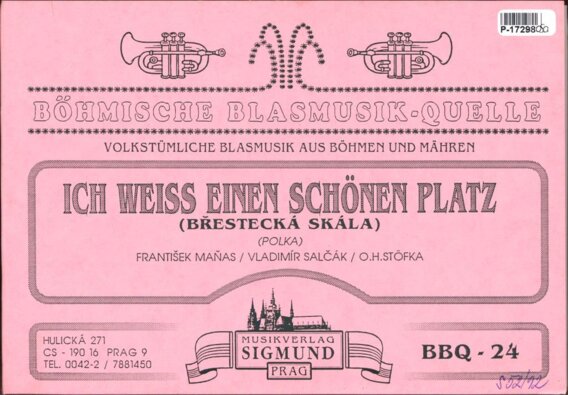 P-17298
BÖHMISCHE BLASMUSIK-QUELLE
VOLKSTÜMLICHE BLASMUSIK AUS BÖHMEN UND MÄHREN
ICH WEISS EINEN SCHÖNEN PLATZ
(BŘESTECKÁ SKÁLA)
(POLKA)
FRANTIŠEK MAŇAS / VLADIMÍR SALČÁK / O.H.STÖFKA
HULICKÁ 271
CS - 190 16 PRAG 9
TEL. 0042-2 / 7881450
MUSIKVERLAG
SIGMUND
PRAG
BBQ - 24